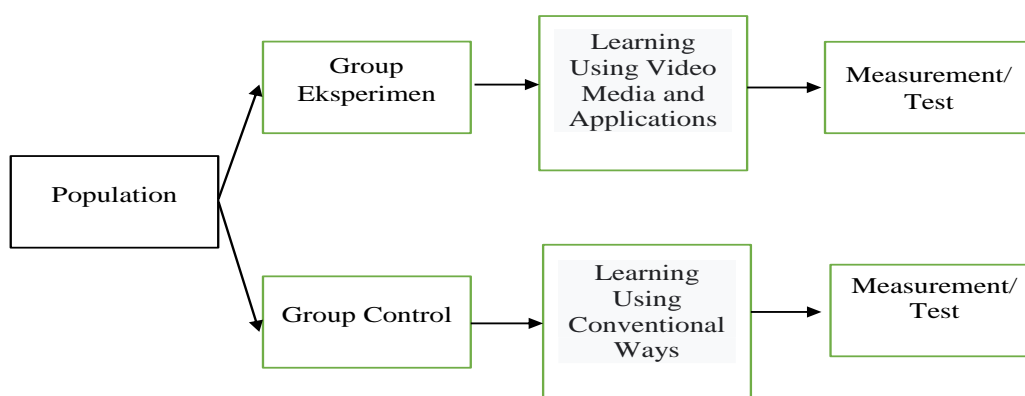 Population
Group
Eksperimen
Learning
Using Video
Media and
Applications
Measurement/
Test
Group Control
Learning
Using
Conventional
Ways
Measurement/
Test